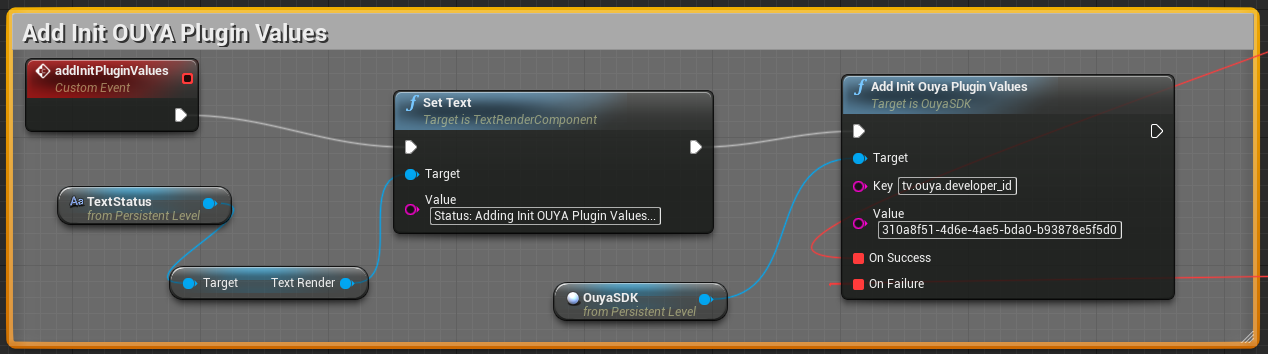 Add Init OUYA Plugin Values
addInitPluginValues
Custom Event
Set Text
Target is TextRenderComponent
Target
Value
Status: Adding Init OUYA Plugin Values...
TextStatus
from Persistent Level
Target Text Render
OuyaSDK
from Persistent Level
Add Init Ouya Plugin Values
Target is OuyaSDK
Target
Key tv.ouya.developer_id
Value
310a8f51-4d6e-4ae5-bda0-b93878e5f5d0
On Success
On Failure